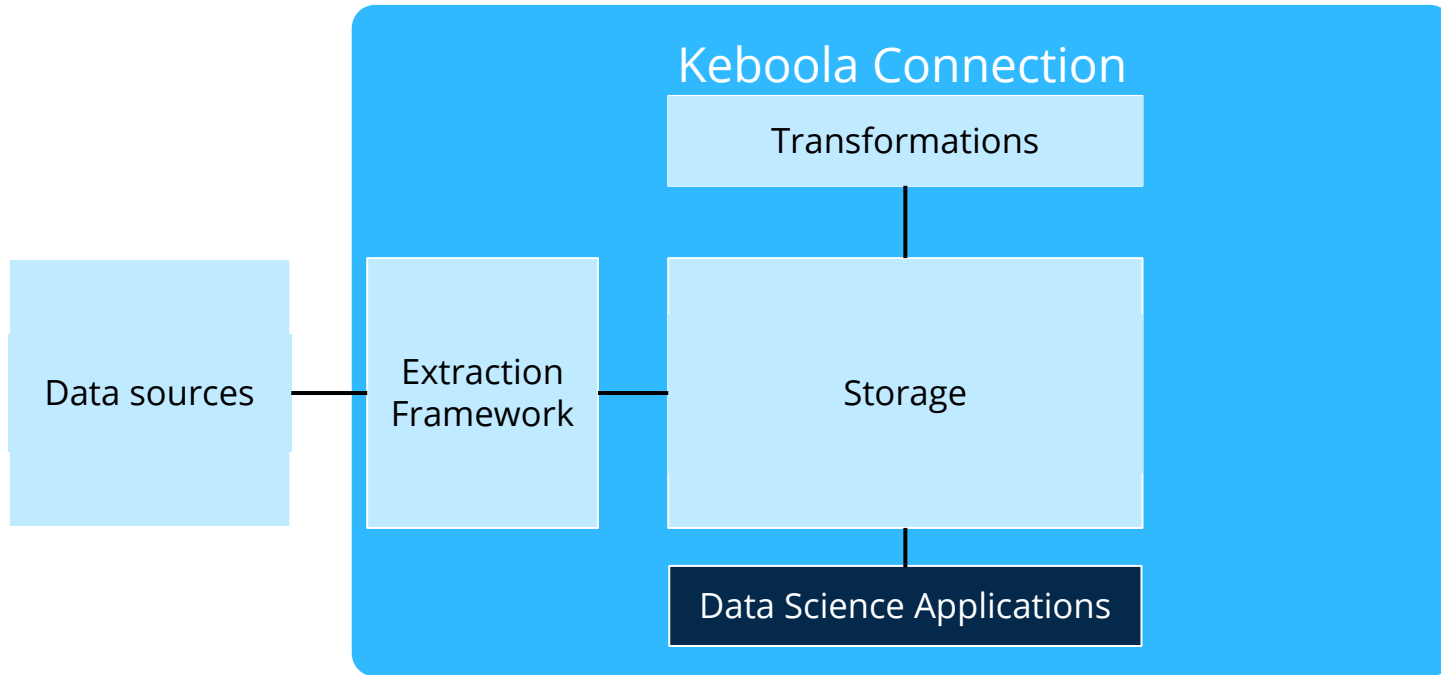 Keboola Connection
Transformations
Data sources
Extraction
Framework
Storage
Data Science Applications